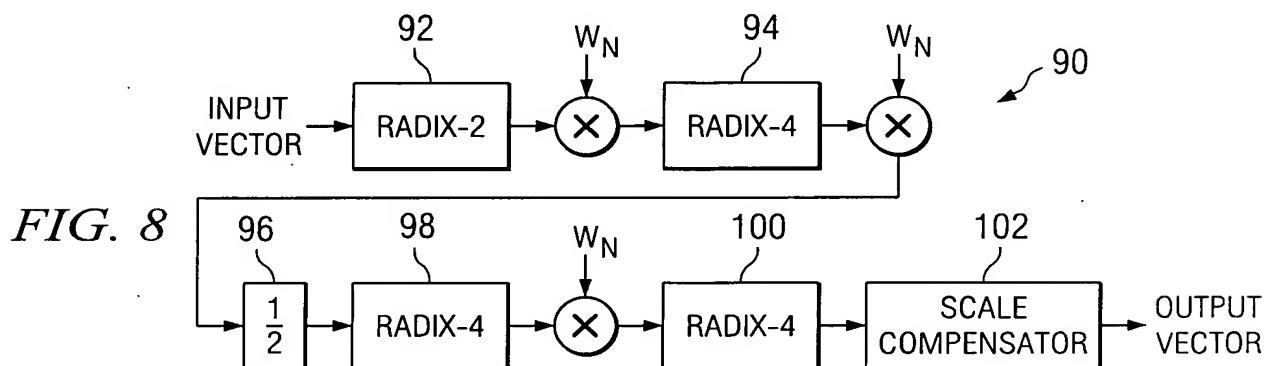 92
W_N
94
W_N
90
INPUT
VECTOR
RADIX-2
×
RADIX-4
×
FIG. 8
96
98
W_N
100
102
1/2
RADIX-4
×
RADIX-4
SCALE
COMPENSATOR
OUTPUT
VECTOR